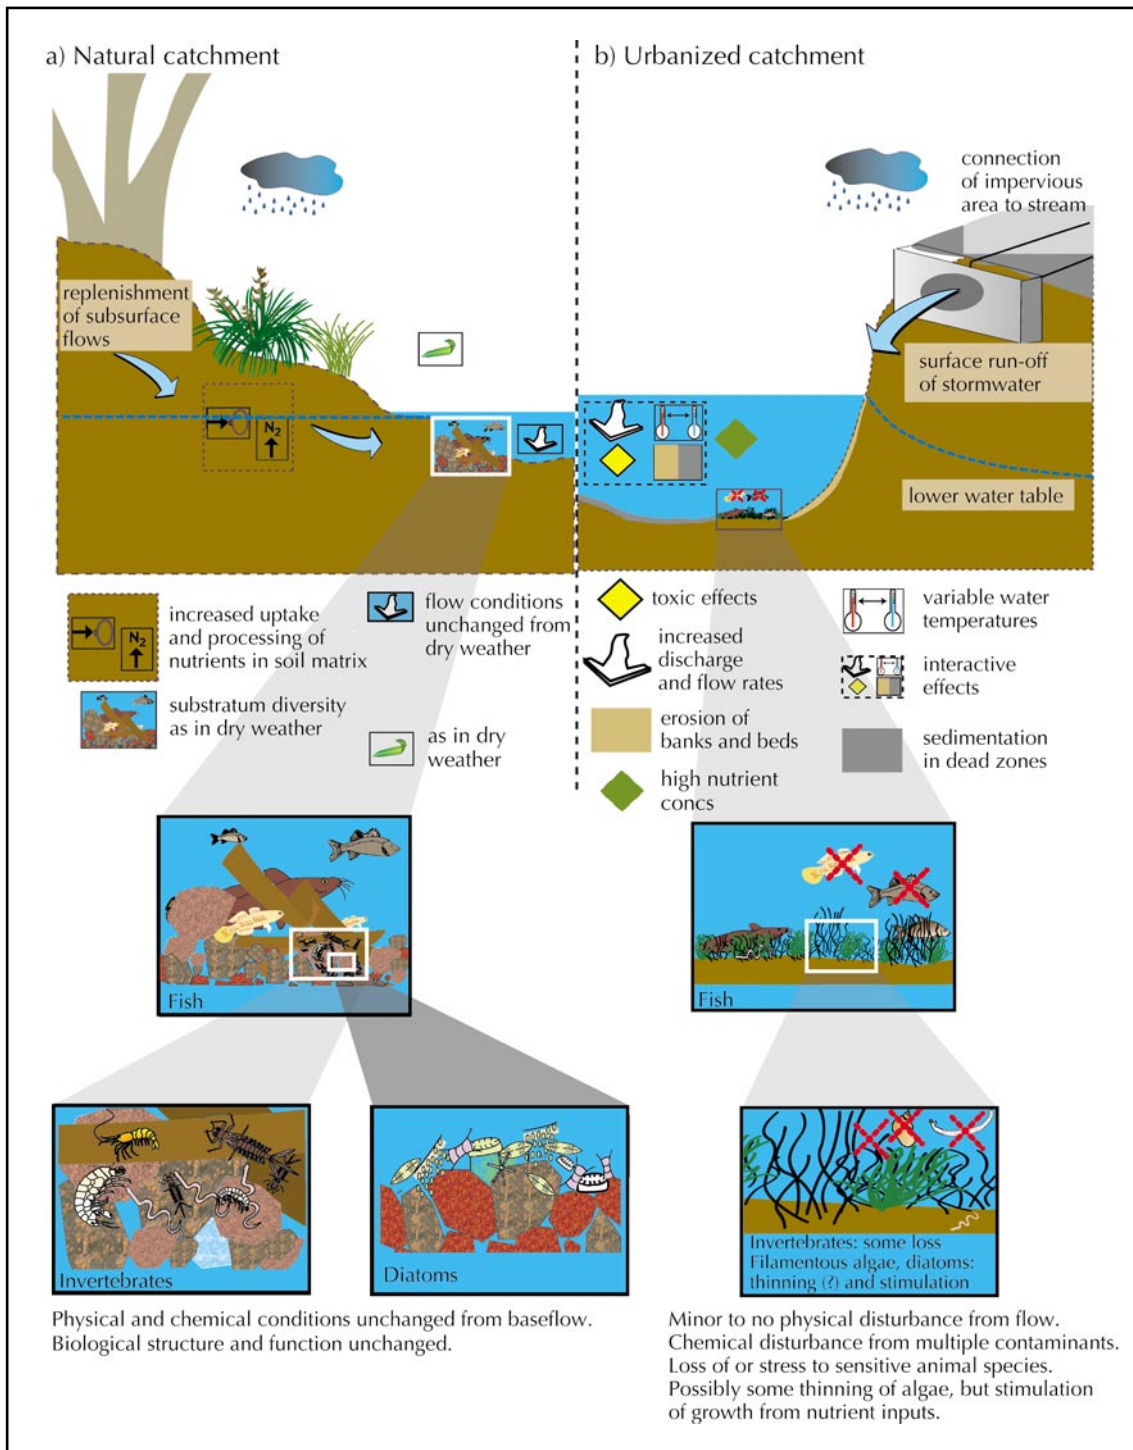 a) Natural catchment
b) Urbanized catchment
connection
of impervious
area to stream
replenishment
of subsurface
flows
surface run-off
of stormwater
N2
lower water table
increased uptake
and processing of
nutrients in soil matrix
N2
substratum diversity
as in dry weather
flow conditions
unchanged from
dry weather
as in dry
weather
toxic effects
increased
discharge
and flow rates
erosion of
banks and beds
high nutrient
concs
variable water
temperatures
interactive
effects
sedimentation
in dead zones
Fish
Fish
Invertebrates
Diatoms
Invertebrates: some loss
Filamentous algae, diatoms:
thinning (?) and stimulation
Physical and chemical conditions unchanged from baseflow.
Biological structure and function unchanged.
Minor to no physical disturbance from flow.
Chemical disturbance from multiple contaminants.
Loss of or stress to sensitive animal species.
Possibly some thinning of algae, but stimulation
of growth from nutrient inputs.